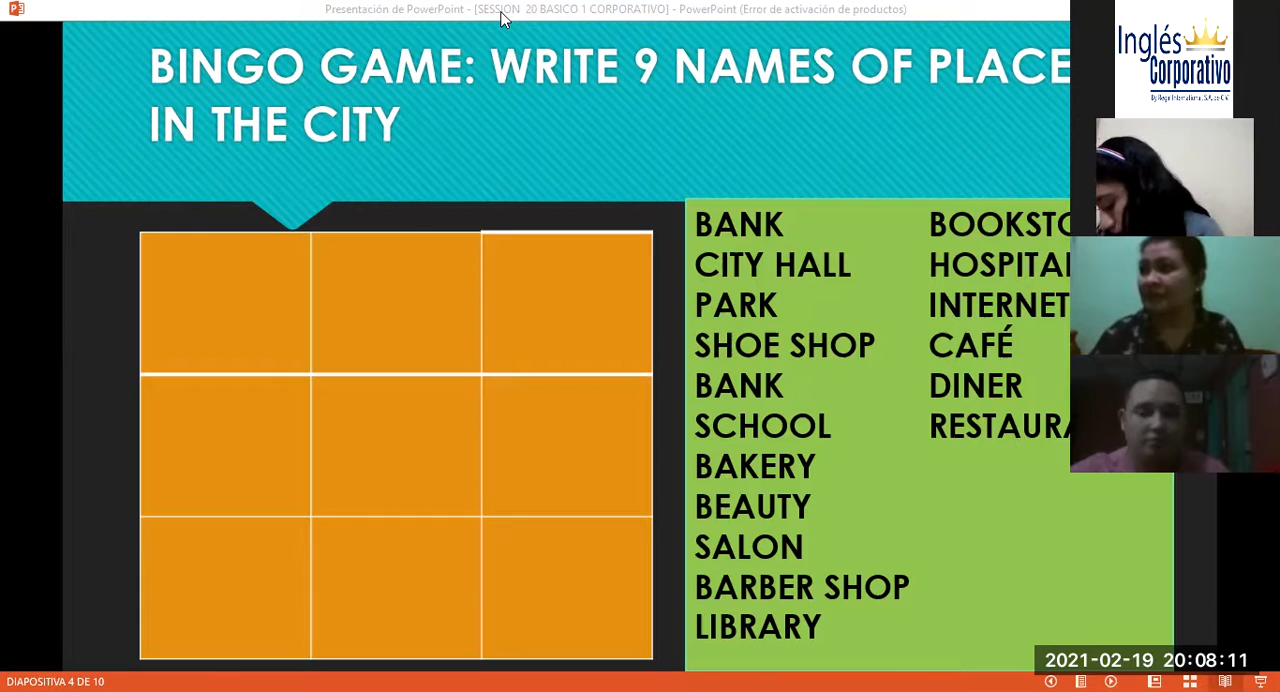 Presentación de PowerPoint - [SESSION 20 BASICO 1 CORPORATIVO] - PowerPoint (Error de activación de productos)
BINGO GAME: WRITE 9 NAMES OF PLACE
IN THE CITY
BANK
CITY HALL
PARK
SHOE SHOP
BANK
SCHOOL
BAKERY
BEAUTY
SALON
BARBER SHOP
LIBRARY
BOOKSTO
HOSPITAL
INTERNET
CAFÉ
DINER
RESTAURA
Inglés
Corporativo
2021-02-19 20:08:11
DIAPOSITIVA 4 DE 10